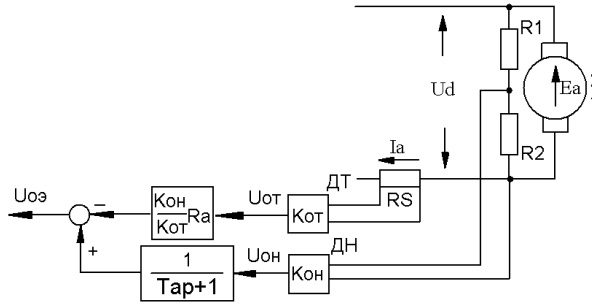 R1
Ud
Ea
R2
Ia
ДТ
RS
Uоэ
−
Кон
Кот
Ra
Uот
Кот
ДН
+
1
Тар+1
Uон
Кон